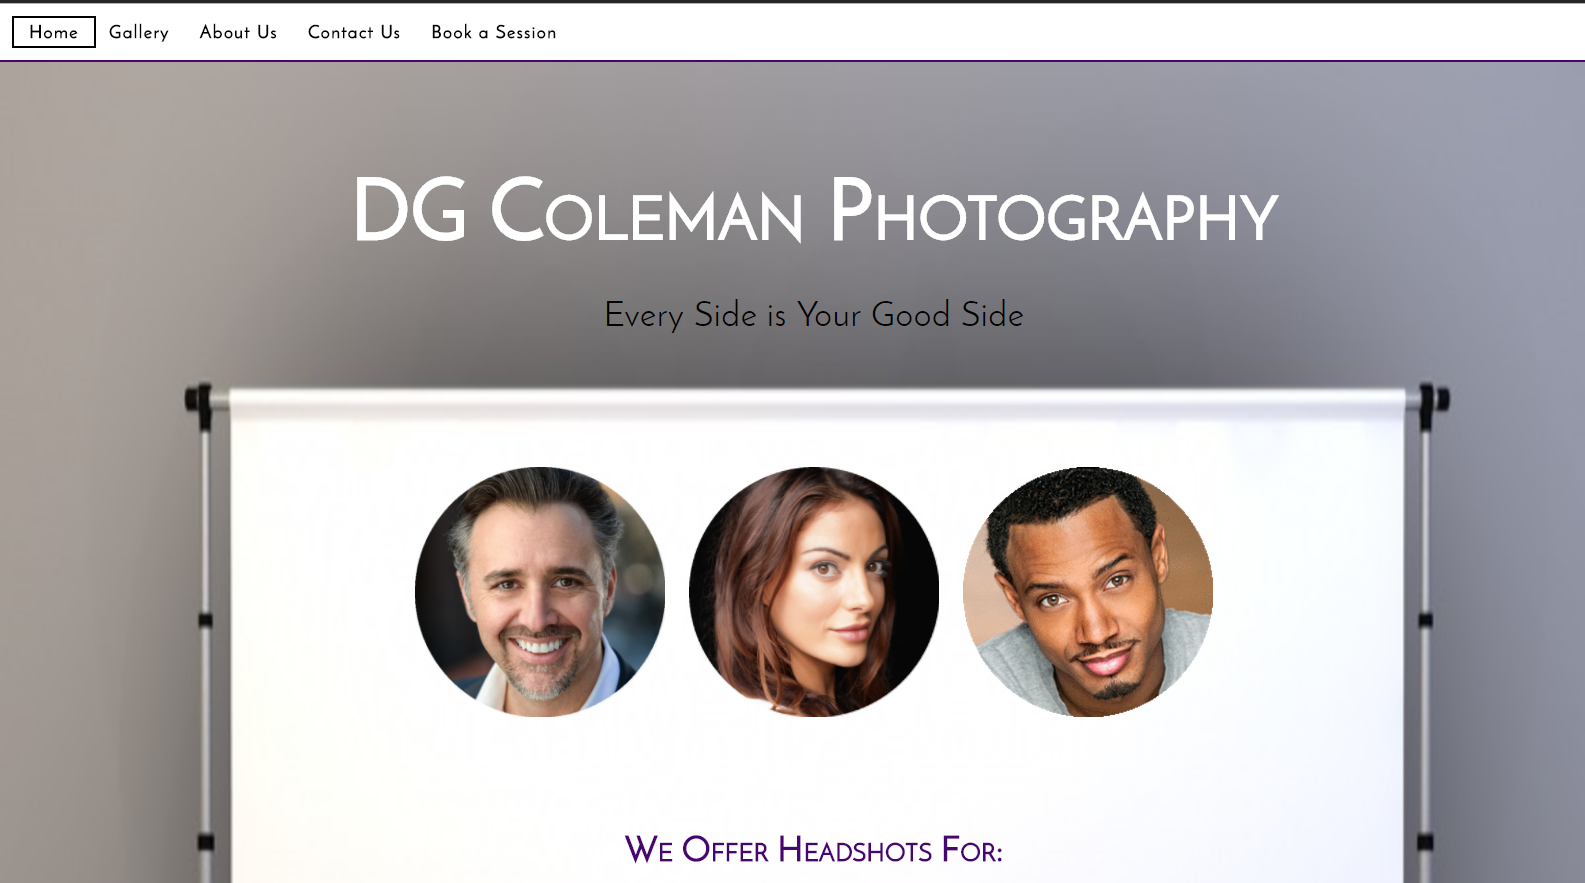 Home Gallery About Us Contact Us Book a Session
DG Coleman Photography
Every Side is Your Good Side
We Offer Headshots For: